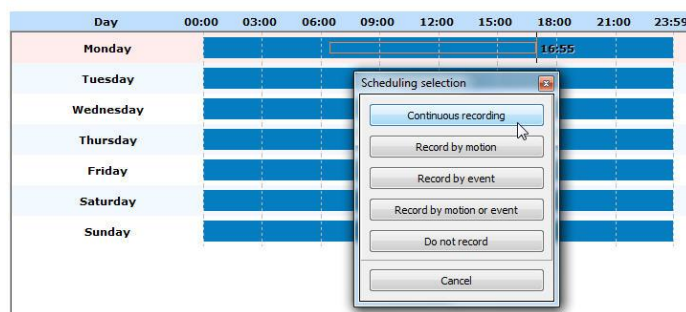 Day 00:00 03:00 06:00 09:00 12:00 15:00 18:00 21:00 23:59
Monday 16:55
Tuesday
Scheduling selection
Continuous recording
Wednesday
Record by motion
Thursday
Record by event
Friday
Record by motion or event
Saturday
Do not record
Sunday
Cancel